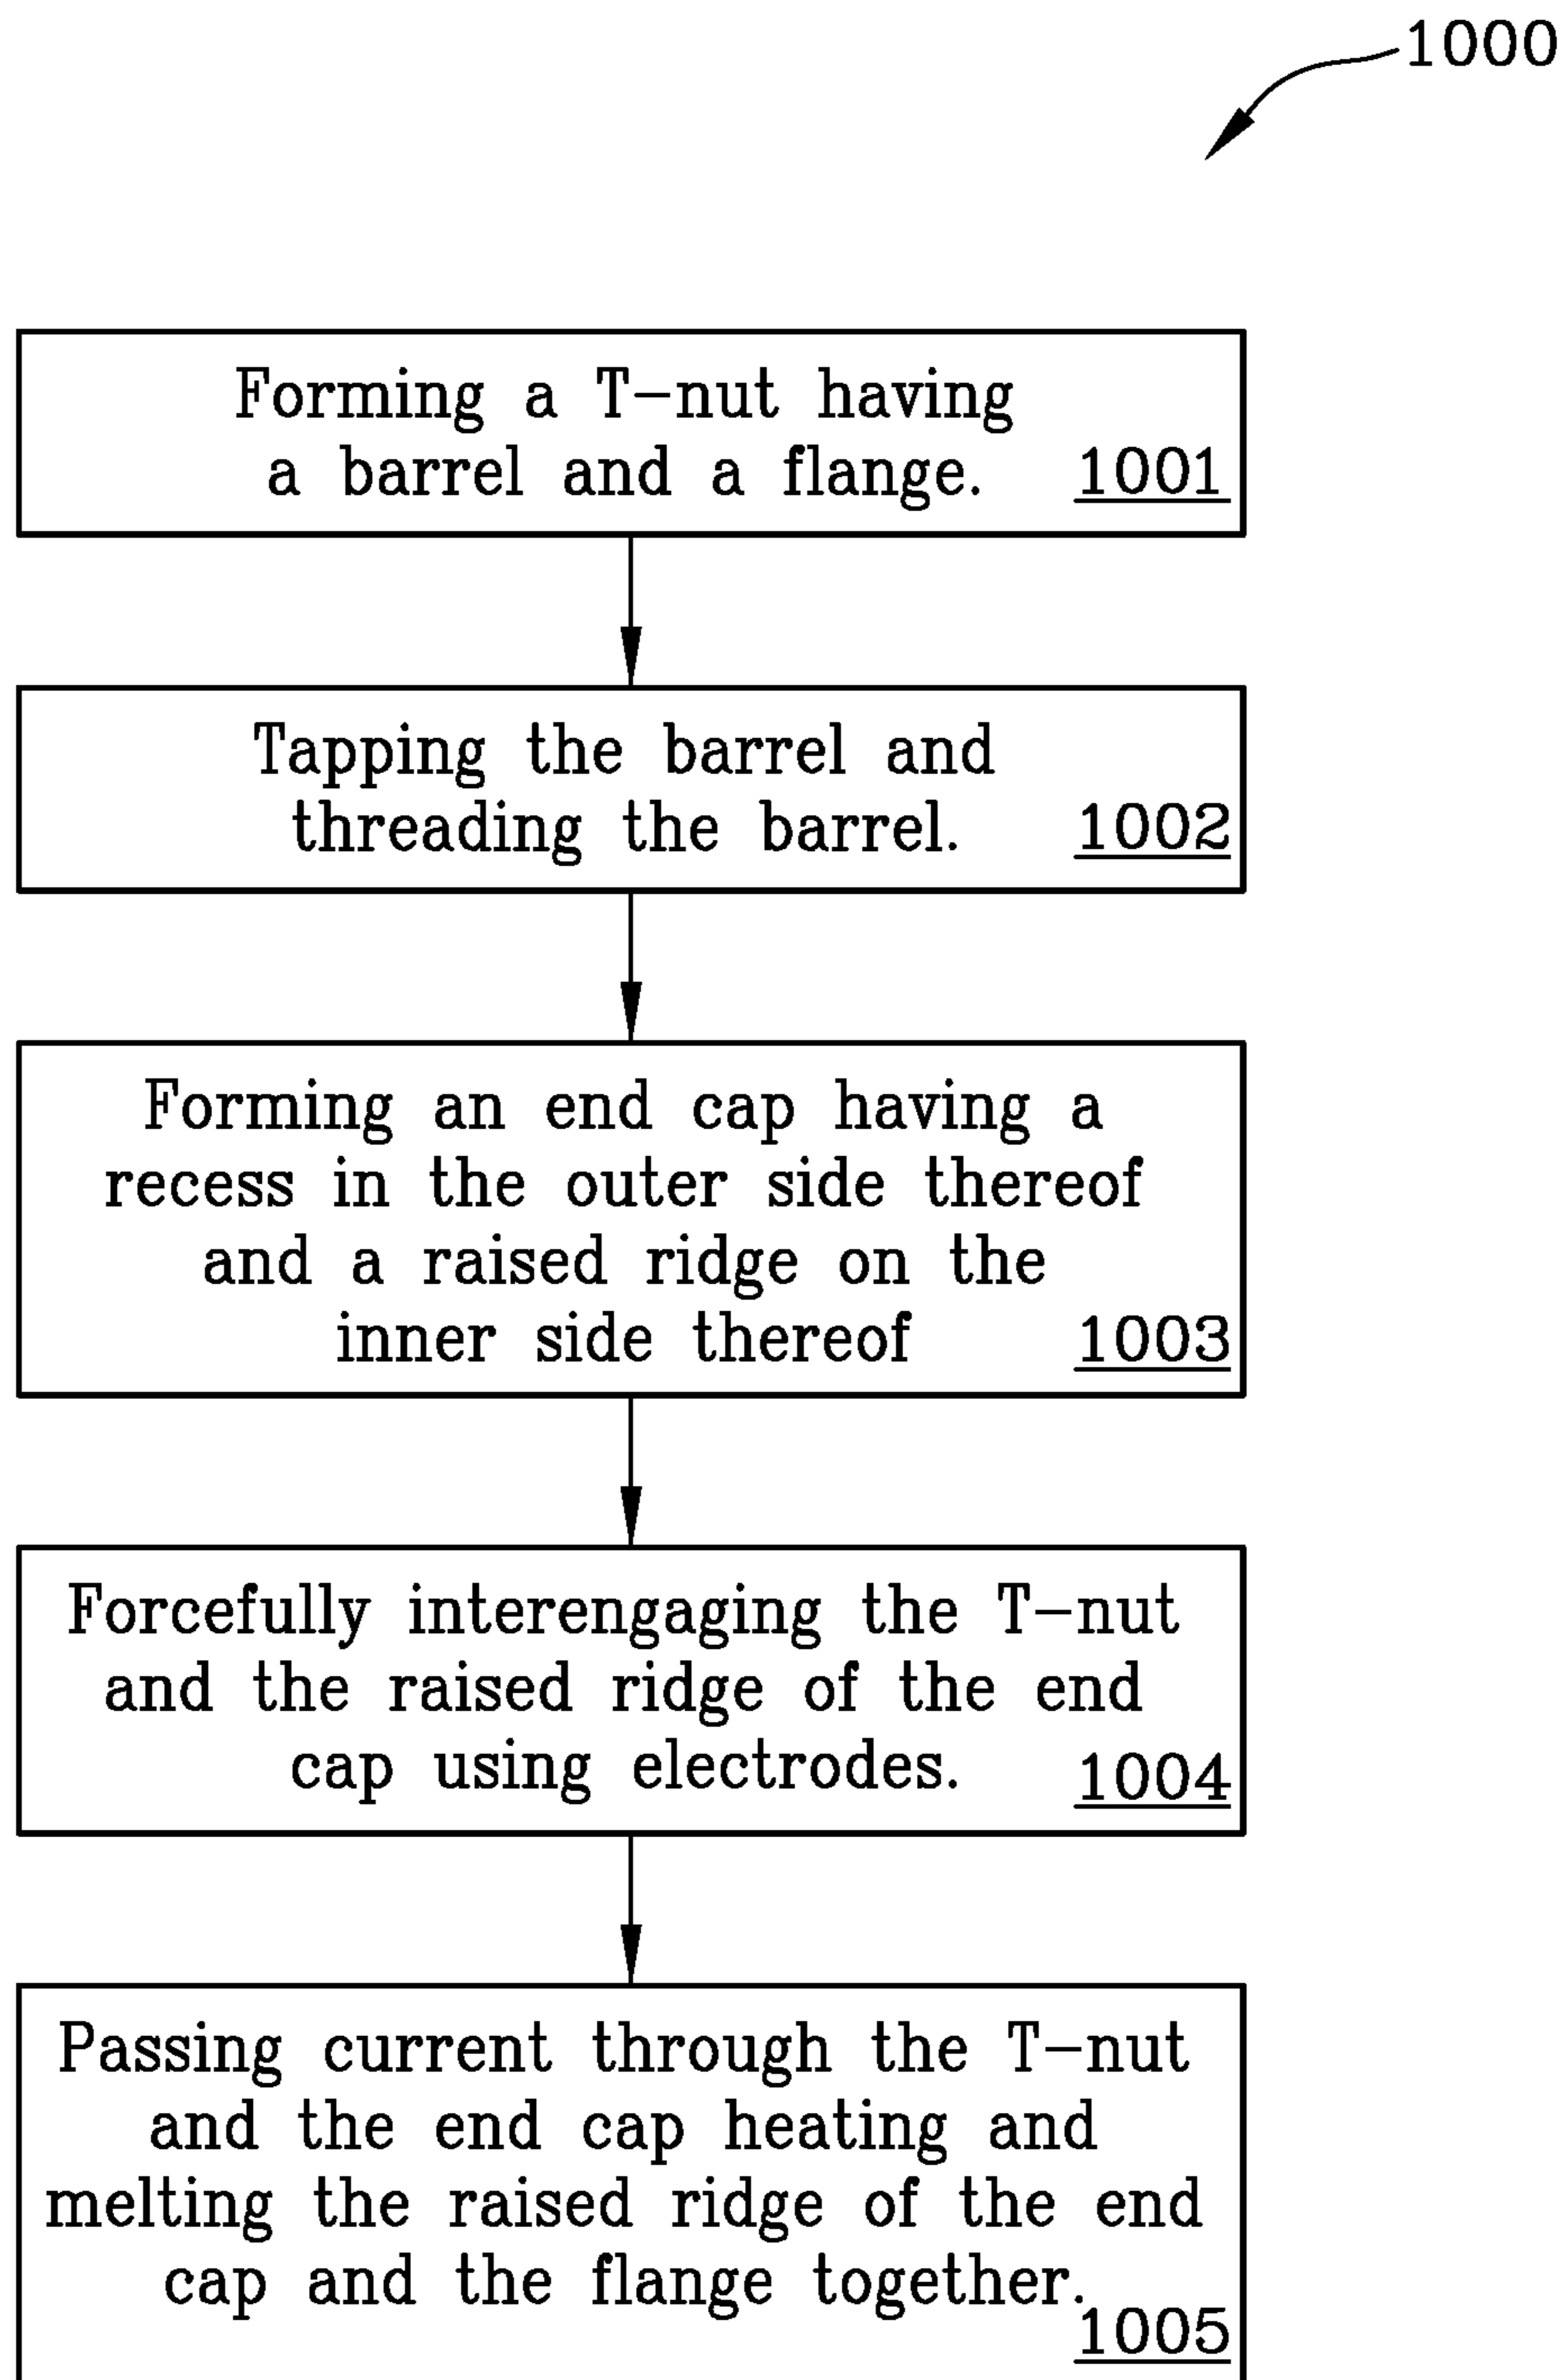 1000
Forming a T-nut having
a barrel and a flange. 1001
Tapping the barrel and
threading the barrel. 1002
Forming an end cap having a
recess in the outer side thereof
and a raised ridge on the
inner side thereof 1003
Forcefully interengaging the T-nut
and the raised ridge of the end
cap using electrodes. 1004
Passing current through the T-nut
and the end cap heating and
melting the raised ridge of the end
cap and the flange together.
1005